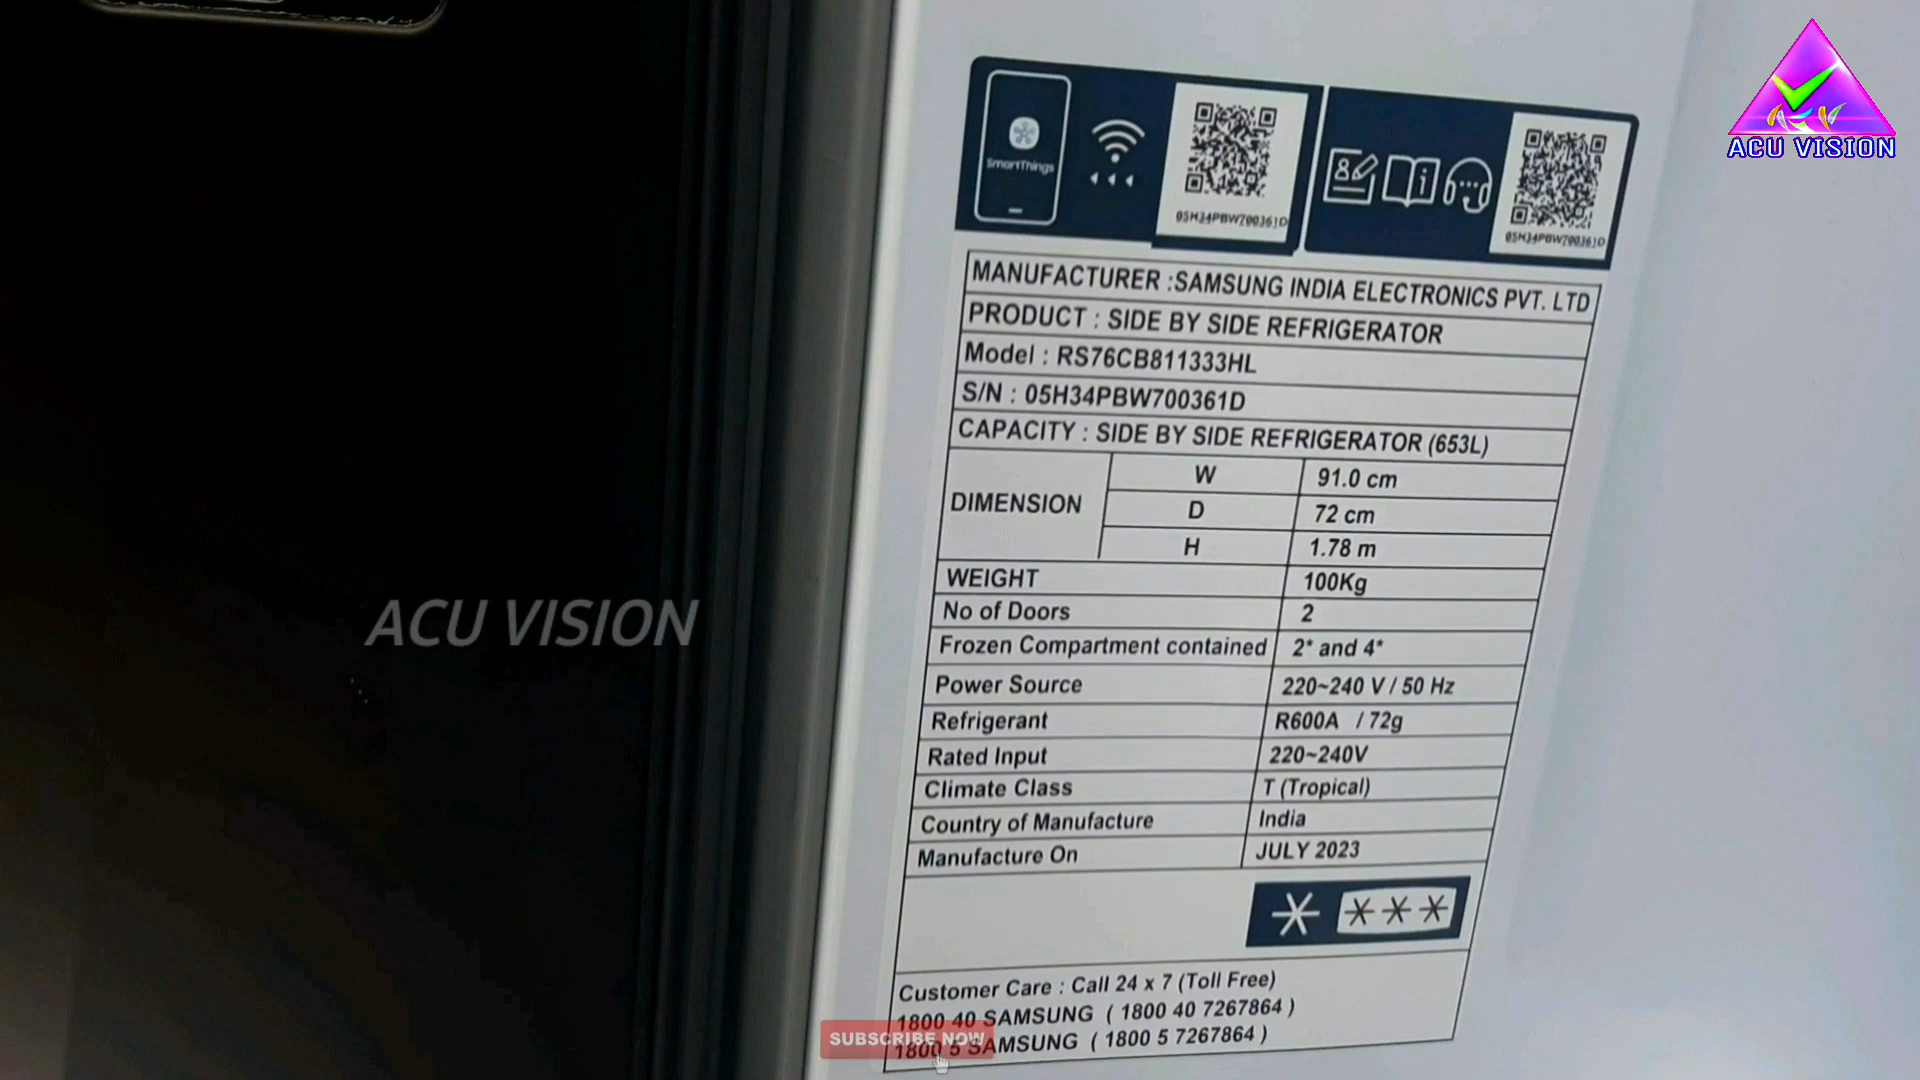 ACU VISION
SmartThings
05H34PBW700361D
05H34PBW700361D
MANUFACTURER :SAMSUNG INDIA ELECTRONICS PVT. LTD
PRODUCT : SIDE BY SIDE REFRIGERATOR
Model : RS76CB811333HL
S/N : 05H34PBW700361D
CAPACITY : SIDE BY SIDE REFRIGERATOR (653L)
DIMENSION
W 91.0 cm
D 72 cm
H 1.78 m
WEIGHT 100Kg
No of Doors 2
Frozen Compartment contained 2* and 4*
Power Source 220~240 V / 50 Hz
Refrigerant R600A / 72g
Rated Input 220~240V
Climate Class T (Tropical)
Country of Manufacture India
Manufacture On JULY 2023
Customer Care : Call 24 x 7 (Toll Free)
1800 40 SAMSUNG ( 1800 40 7267864 )
1800 5 SAMSUNG ( 1800 5 7267864 )
SUBSCRIBE NOW
ACU VISION